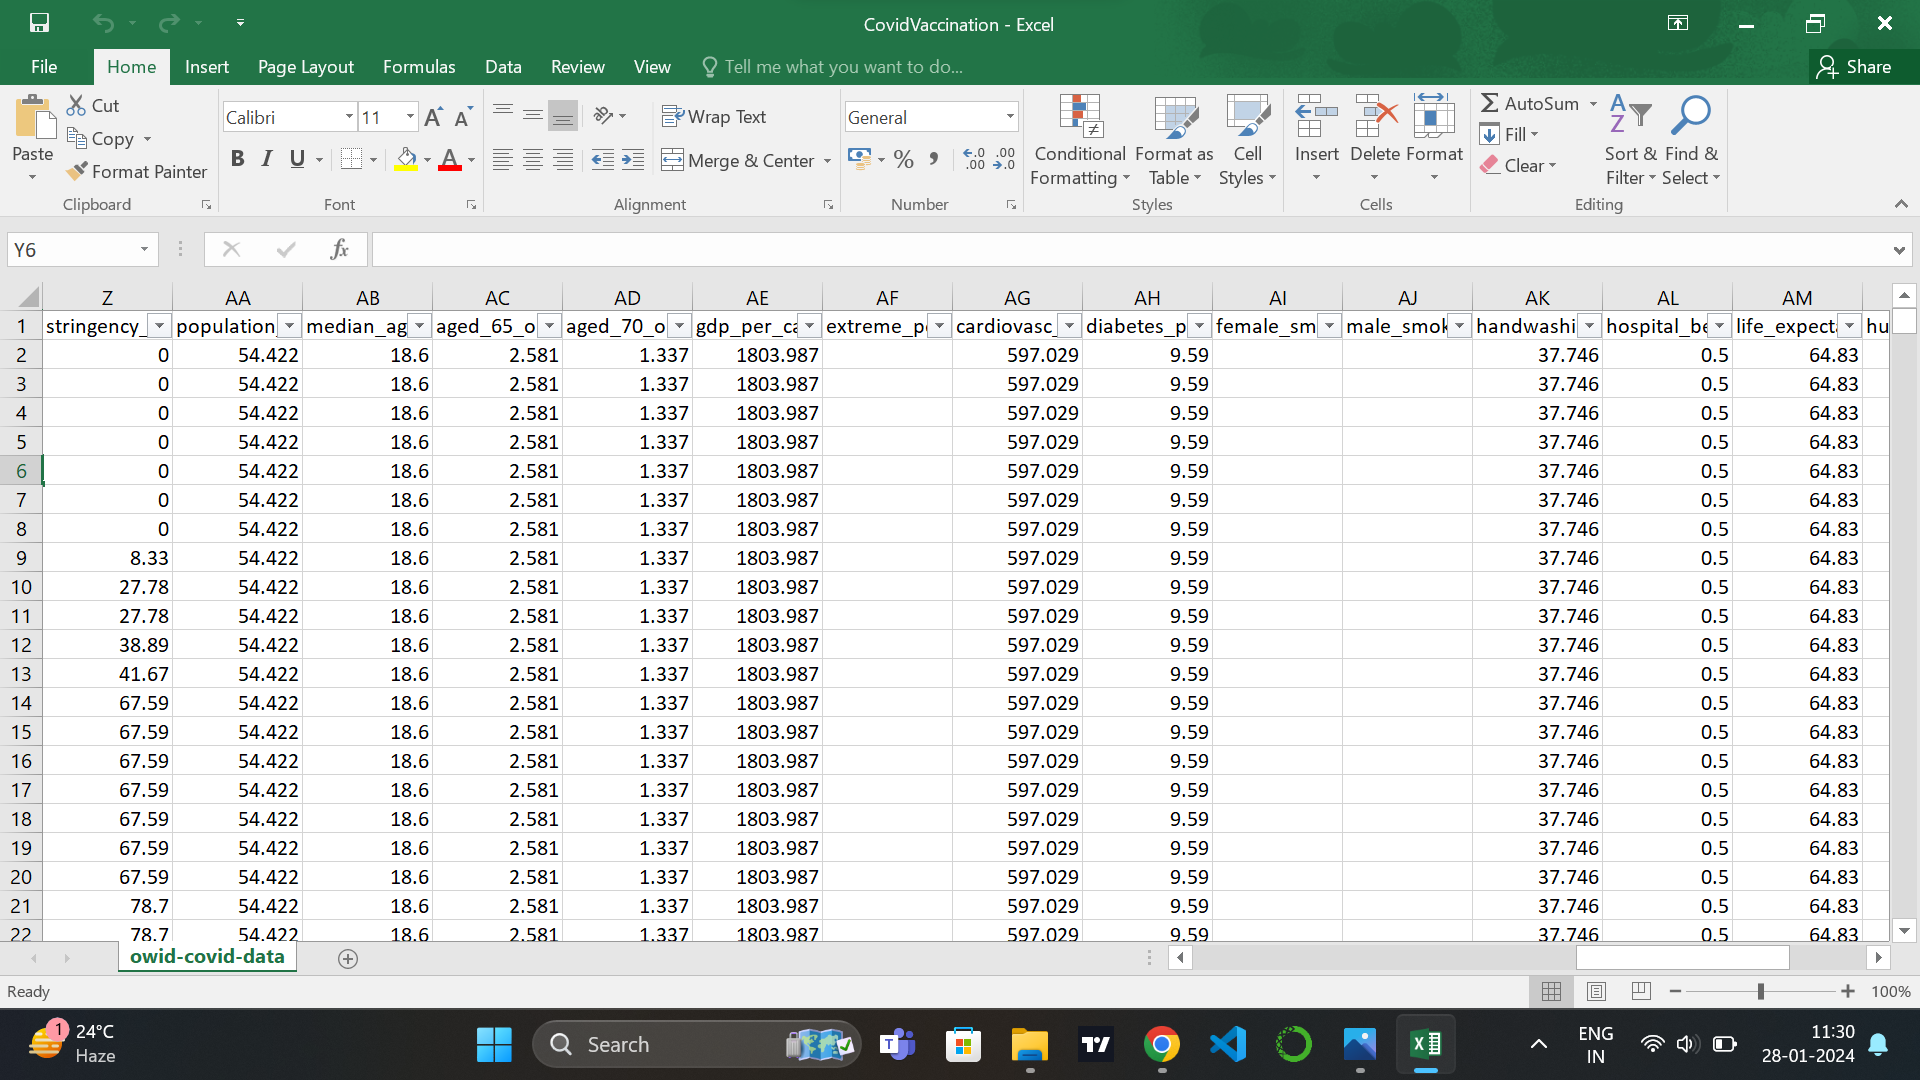 CovidVaccination - Excel
File Home Insert Page Layout Formulas Data Review View Tell me what you want to do... Share
Paste Cut Copy Format Painter Clipboard
Calibri 11 B I U Font
Wrap Text Merge & Center Alignment
General % Number
Conditional Formatting Format as Table Cell Styles Styles
Insert Delete Format Cells
AutoSum Fill Clear Sort & Filter Find & Select Editing
Y6 fx
Z AA AB AC AD AE AF AG AH AI AJ AK AL AM
1 stringency_ population_ median_ag aged_65_o aged_70_o gdp_per_ca extreme_p cardiovasc_ diabetes_p female_sm male_smok handwashi hospital_be life_expect hu
2 0 54.422 18.6 2.581 1.337 1803.987 597.029 9.59 37.746 0.5 64.83
3 0 54.422 18.6 2.581 1.337 1803.987 597.029 9.59 37.746 0.5 64.83
4 0 54.422 18.6 2.581 1.337 1803.987 597.029 9.59 37.746 0.5 64.83
5 0 54.422 18.6 2.581 1.337 1803.987 597.029 9.59 37.746 0.5 64.83
6 0 54.422 18.6 2.581 1.337 1803.987 597.029 9.59 37.746 0.5 64.83
7 0 54.422 18.6 2.581 1.337 1803.987 597.029 9.59 37.746 0.5 64.83
8 0 54.422 18.6 2.581 1.337 1803.987 597.029 9.59 37.746 0.5 64.83
9 8.33 54.422 18.6 2.581 1.337 1803.987 597.029 9.59 37.746 0.5 64.83
10 27.78 54.422 18.6 2.581 1.337 1803.987 597.029 9.59 37.746 0.5 64.83
11 27.78 54.422 18.6 2.581 1.337 1803.987 597.029 9.59 37.746 0.5 64.83
12 38.89 54.422 18.6 2.581 1.337 1803.987 597.029 9.59 37.746 0.5 64.83
13 41.67 54.422 18.6 2.581 1.337 1803.987 597.029 9.59 37.746 0.5 64.83
14 67.59 54.422 18.6 2.581 1.337 1803.987 597.029 9.59 37.746 0.5 64.83
15 67.59 54.422 18.6 2.581 1.337 1803.987 597.029 9.59 37.746 0.5 64.83
16 67.59 54.422 18.6 2.581 1.337 1803.987 597.029 9.59 37.746 0.5 64.83
17 67.59 54.422 18.6 2.581 1.337 1803.987 597.029 9.59 37.746 0.5 64.83
18 67.59 54.422 18.6 2.581 1.337 1803.987 597.029 9.59 37.746 0.5 64.83
19 67.59 54.422 18.6 2.581 1.337 1803.987 597.029 9.59 37.746 0.5 64.83
20 67.59 54.422 18.6 2.581 1.337 1803.987 597.029 9.59 37.746 0.5 64.83
21 78.7 54.422 18.6 2.581 1.337 1803.987 597.029 9.59 37.746 0.5 64.83
22 78.7 54.422 18.6 2.581 1.337 1803.987 597.029 9.59 37.746 0.5 64.83
owid-covid-data
Ready 100%
1 24°C Search ENG 11:30
Haze IN 28-01-2024